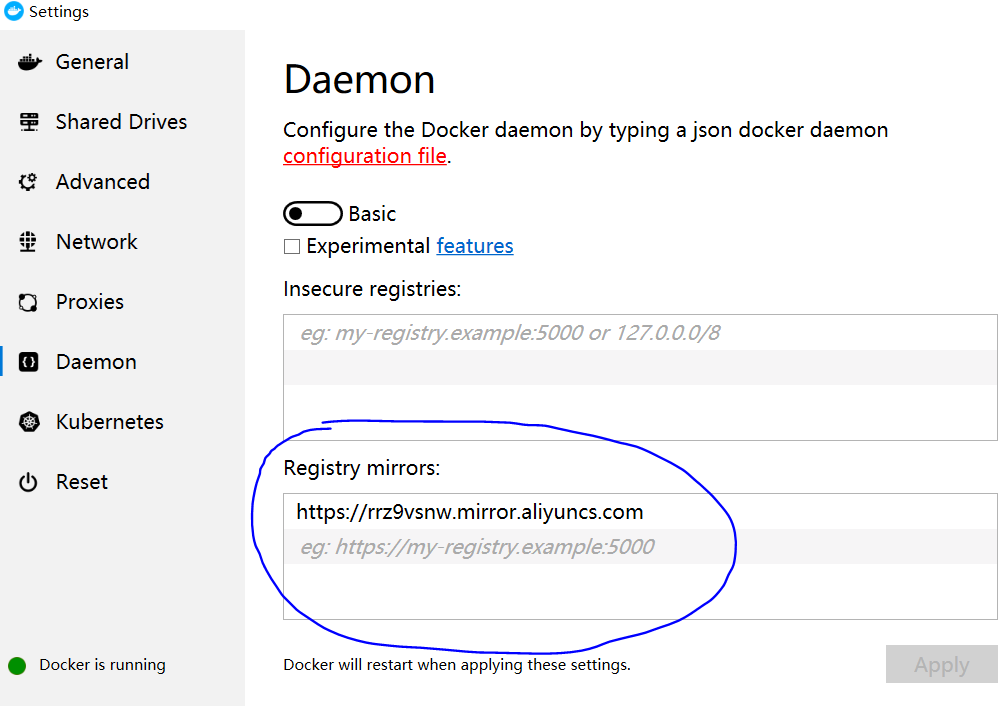 Settings
General
Shared Drives
Advanced
Network
Proxies
Daemon
Kubernetes
Reset
Docker is running
Daemon
Configure the Docker daemon by typing a json docker daemon
configuration file.
Basic
Experimental features
Insecure registries:
eg: my-registry.example:5000 or 127.0.0.0/8
Registry mirrors:
https://rrz9vsnw.mirror.aliyuncs.com
eg: https://my-registry.example:5000
Docker will restart when applying these settings.
Apply